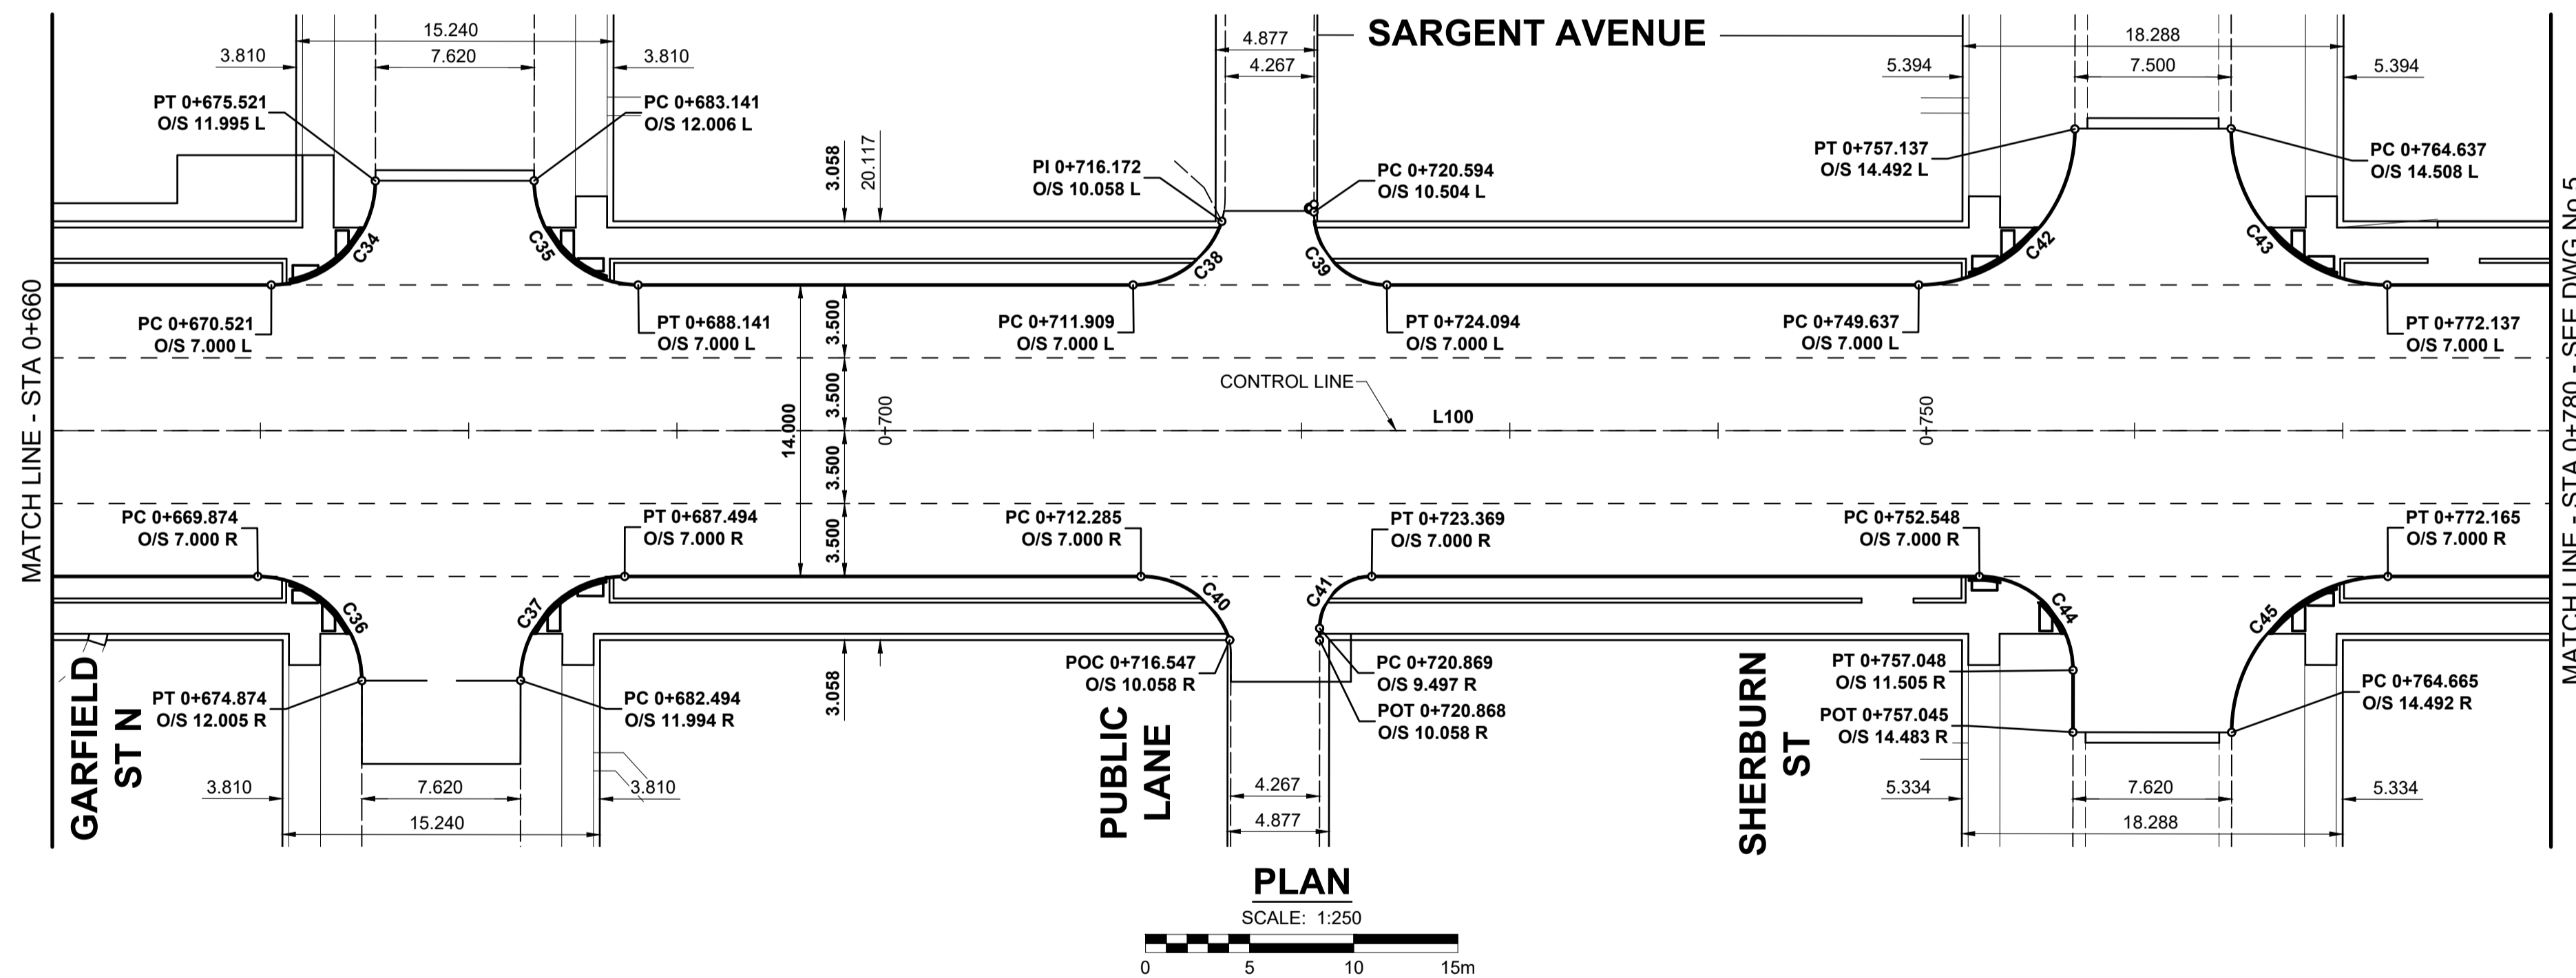 SARGENT AVENUE
15.240
3.810
7.620
3.810
4.877
4.267
18.288
5.394
7.500
5.394
PT 0+675.521
O/S 11.995 L
PC 0+683.141
O/S 12.006 L
3.058
20.117
PI 0+716.172
O/S 10.058 L
PC 0+720.594
O/S 10.504 L
PT 0+757.137
O/S 14.492 L
PC 0+764.637
O/S 14.508 L
C34
C35
C38
C39
C42
C43
MATCH LINE - STA 0+660
MATCH LINE - STA 0+780 - SEE DWG No. 5
PC 0+670.521
O/S 7.000 L
PT 0+688.141
O/S 7.000 L
PC 0+711.909
O/S 7.000 L
PT 0+724.094
O/S 7.000 L
PC 0+749.637
O/S 7.000 L
PT 0+772.137
O/S 7.000 L
3.500
3.500
14.000
3.500
3.500
0+700
CONTROL LINE
L100
0+750
PC 0+669.874
O/S 7.000 R
PT 0+687.494
O/S 7.000 R
PC 0+712.285
O/S 7.000 R
PT 0+723.369
O/S 7.000 R
PC 0+752.548
O/S 7.000 R
PT 0+772.165
O/S 7.000 R
C36
C37
C40
C41
C44
C45
GARFIELD
ST N
PT 0+674.874
O/S 12.005 R
PC 0+682.494
O/S 11.994 R
3.058
POC 0+716.547
O/S 10.058 R
PC 0+720.869
O/S 9.497 R
POT 0+720.868
O/S 10.058 R
PUBLIC
LANE
SHERBURN
ST
PT 0+757.048
O/S 11.505 R
POT 0+757.045
O/S 14.483 R
PC 0+764.665
O/S 14.492 R
3.810
7.620
3.810
15.240
4.267
4.877
5.334
7.620
5.334
18.288
PLAN
SCALE: 1:250
0 5 10 15m